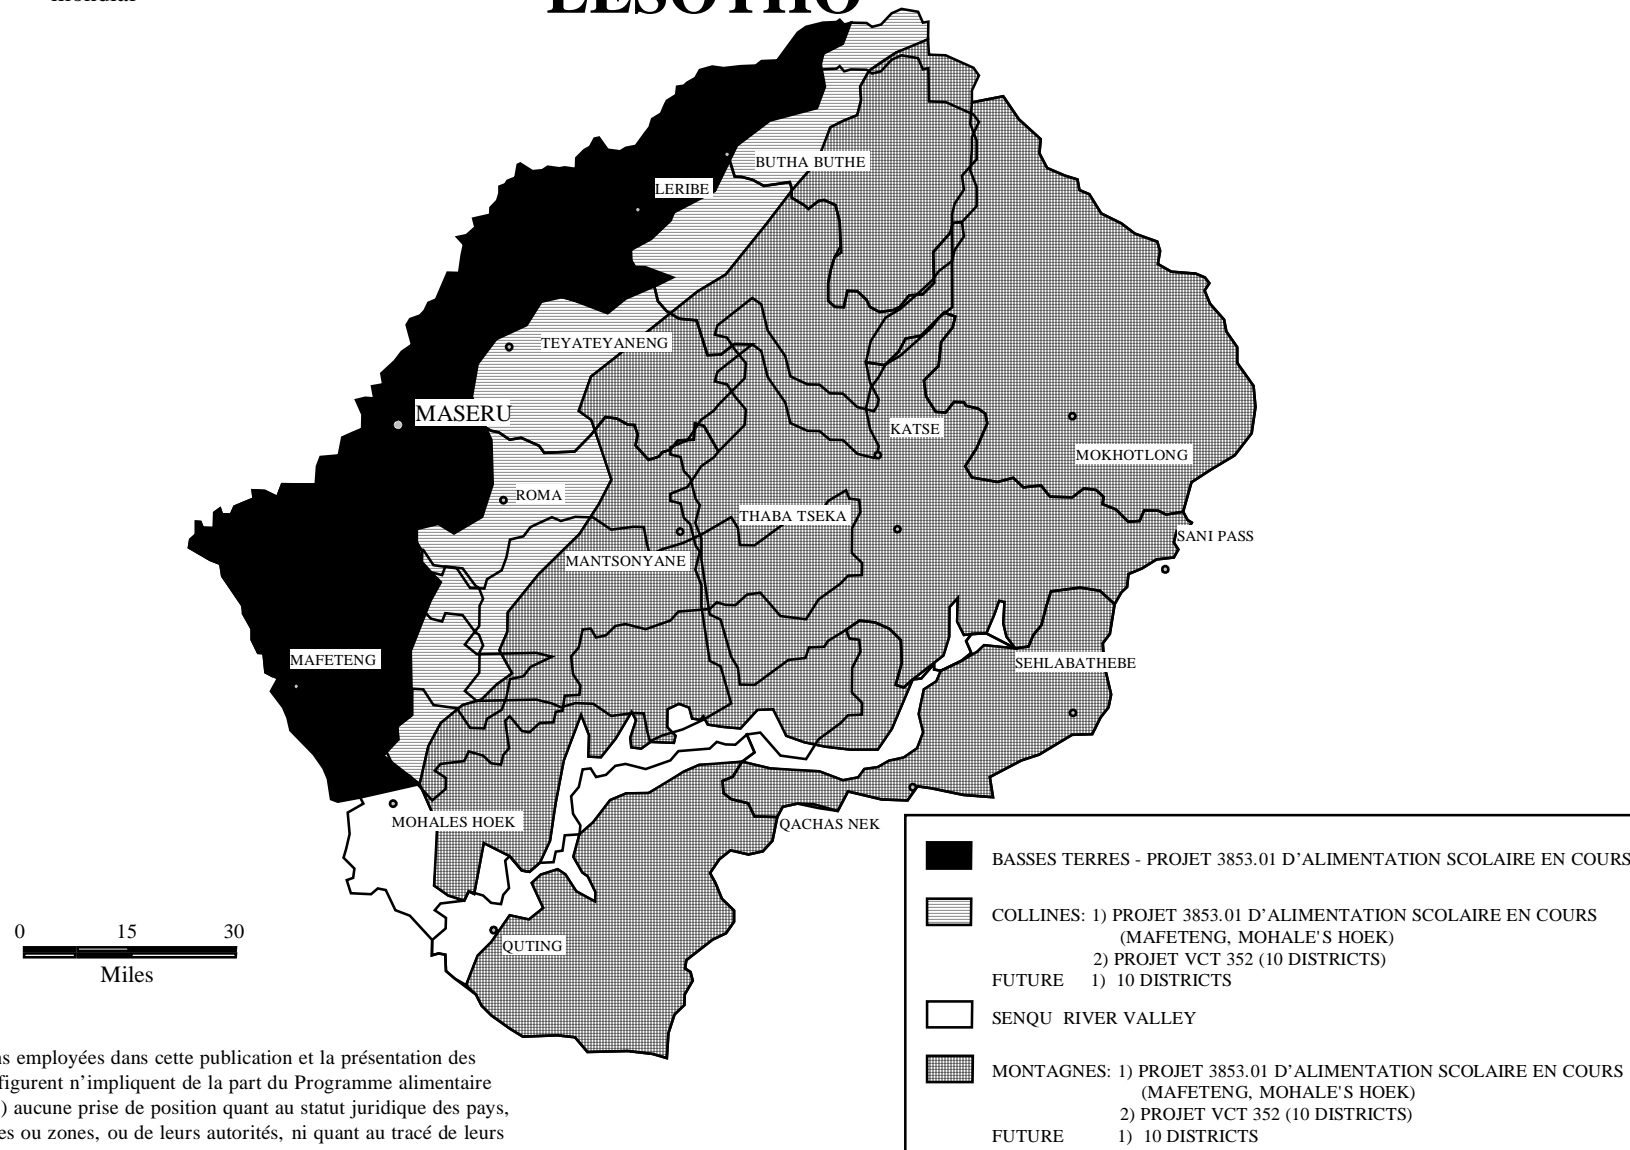 mondial
LESOTHO
BUTHA BUTHE
LERIBE
TEYATEYANENG
MASERU
KATSE
MOKHOTLONG
ROMA
THABA TSEKA
SANI PASS
MANTSONYANE
MAFETENG
SEHLABATHEBE
MOHALES HOEK
QACHAS NEK
QUTING
0 15 30
Miles
BASSES TERRES - PROJET 3853.01 D’ALIMENTATION SCOLAIRE EN COURS
COLLINES: 1) PROJET 3853.01 D’ALIMENTATION SCOLAIRE EN COURS
(MAFETENG, MOHALE'S HOEK)
2) PROJET VCT 352 (10 DISTRICTS)
FUTURE 1) 10 DISTRICTS
SENQU RIVER VALLEY
MONTAGNES: 1) PROJET 3853.01 D’ALIMENTATION SCOLAIRE EN COURS
(MAFETENG, MOHALE'S HOEK)
2) PROJET VCT 352 (10 DISTRICTS)
FUTURE 1) 10 DISTRICTS
employées dans cette publication et la présentation des
figurent n’impliquent de la part du Programme alimentaire
) aucune prise de position quant au statut juridique des pays,
ou zones, ou de leurs autorités, ni quant au tracé de leurs